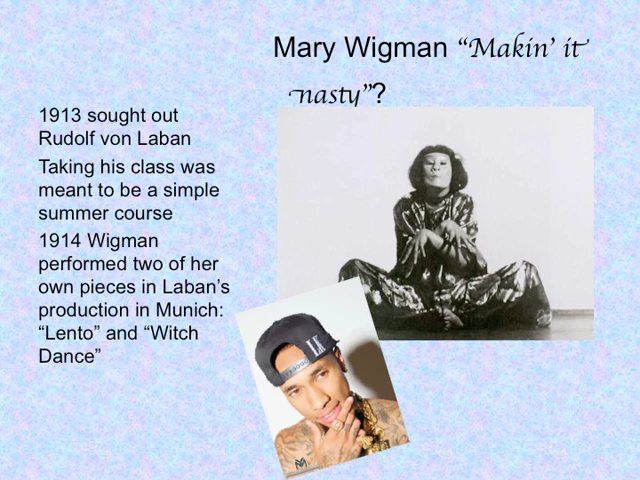 Mary Wigman “Makin’ it
nasty”?
1913 sought out
Rudolf von Laban
Taking his class was
meant to be a simple
summer course
1914 Wigman
performed two of her
own pieces in Laban’s
production in Munich:
“Lento” and “Witch
Dance”
LK